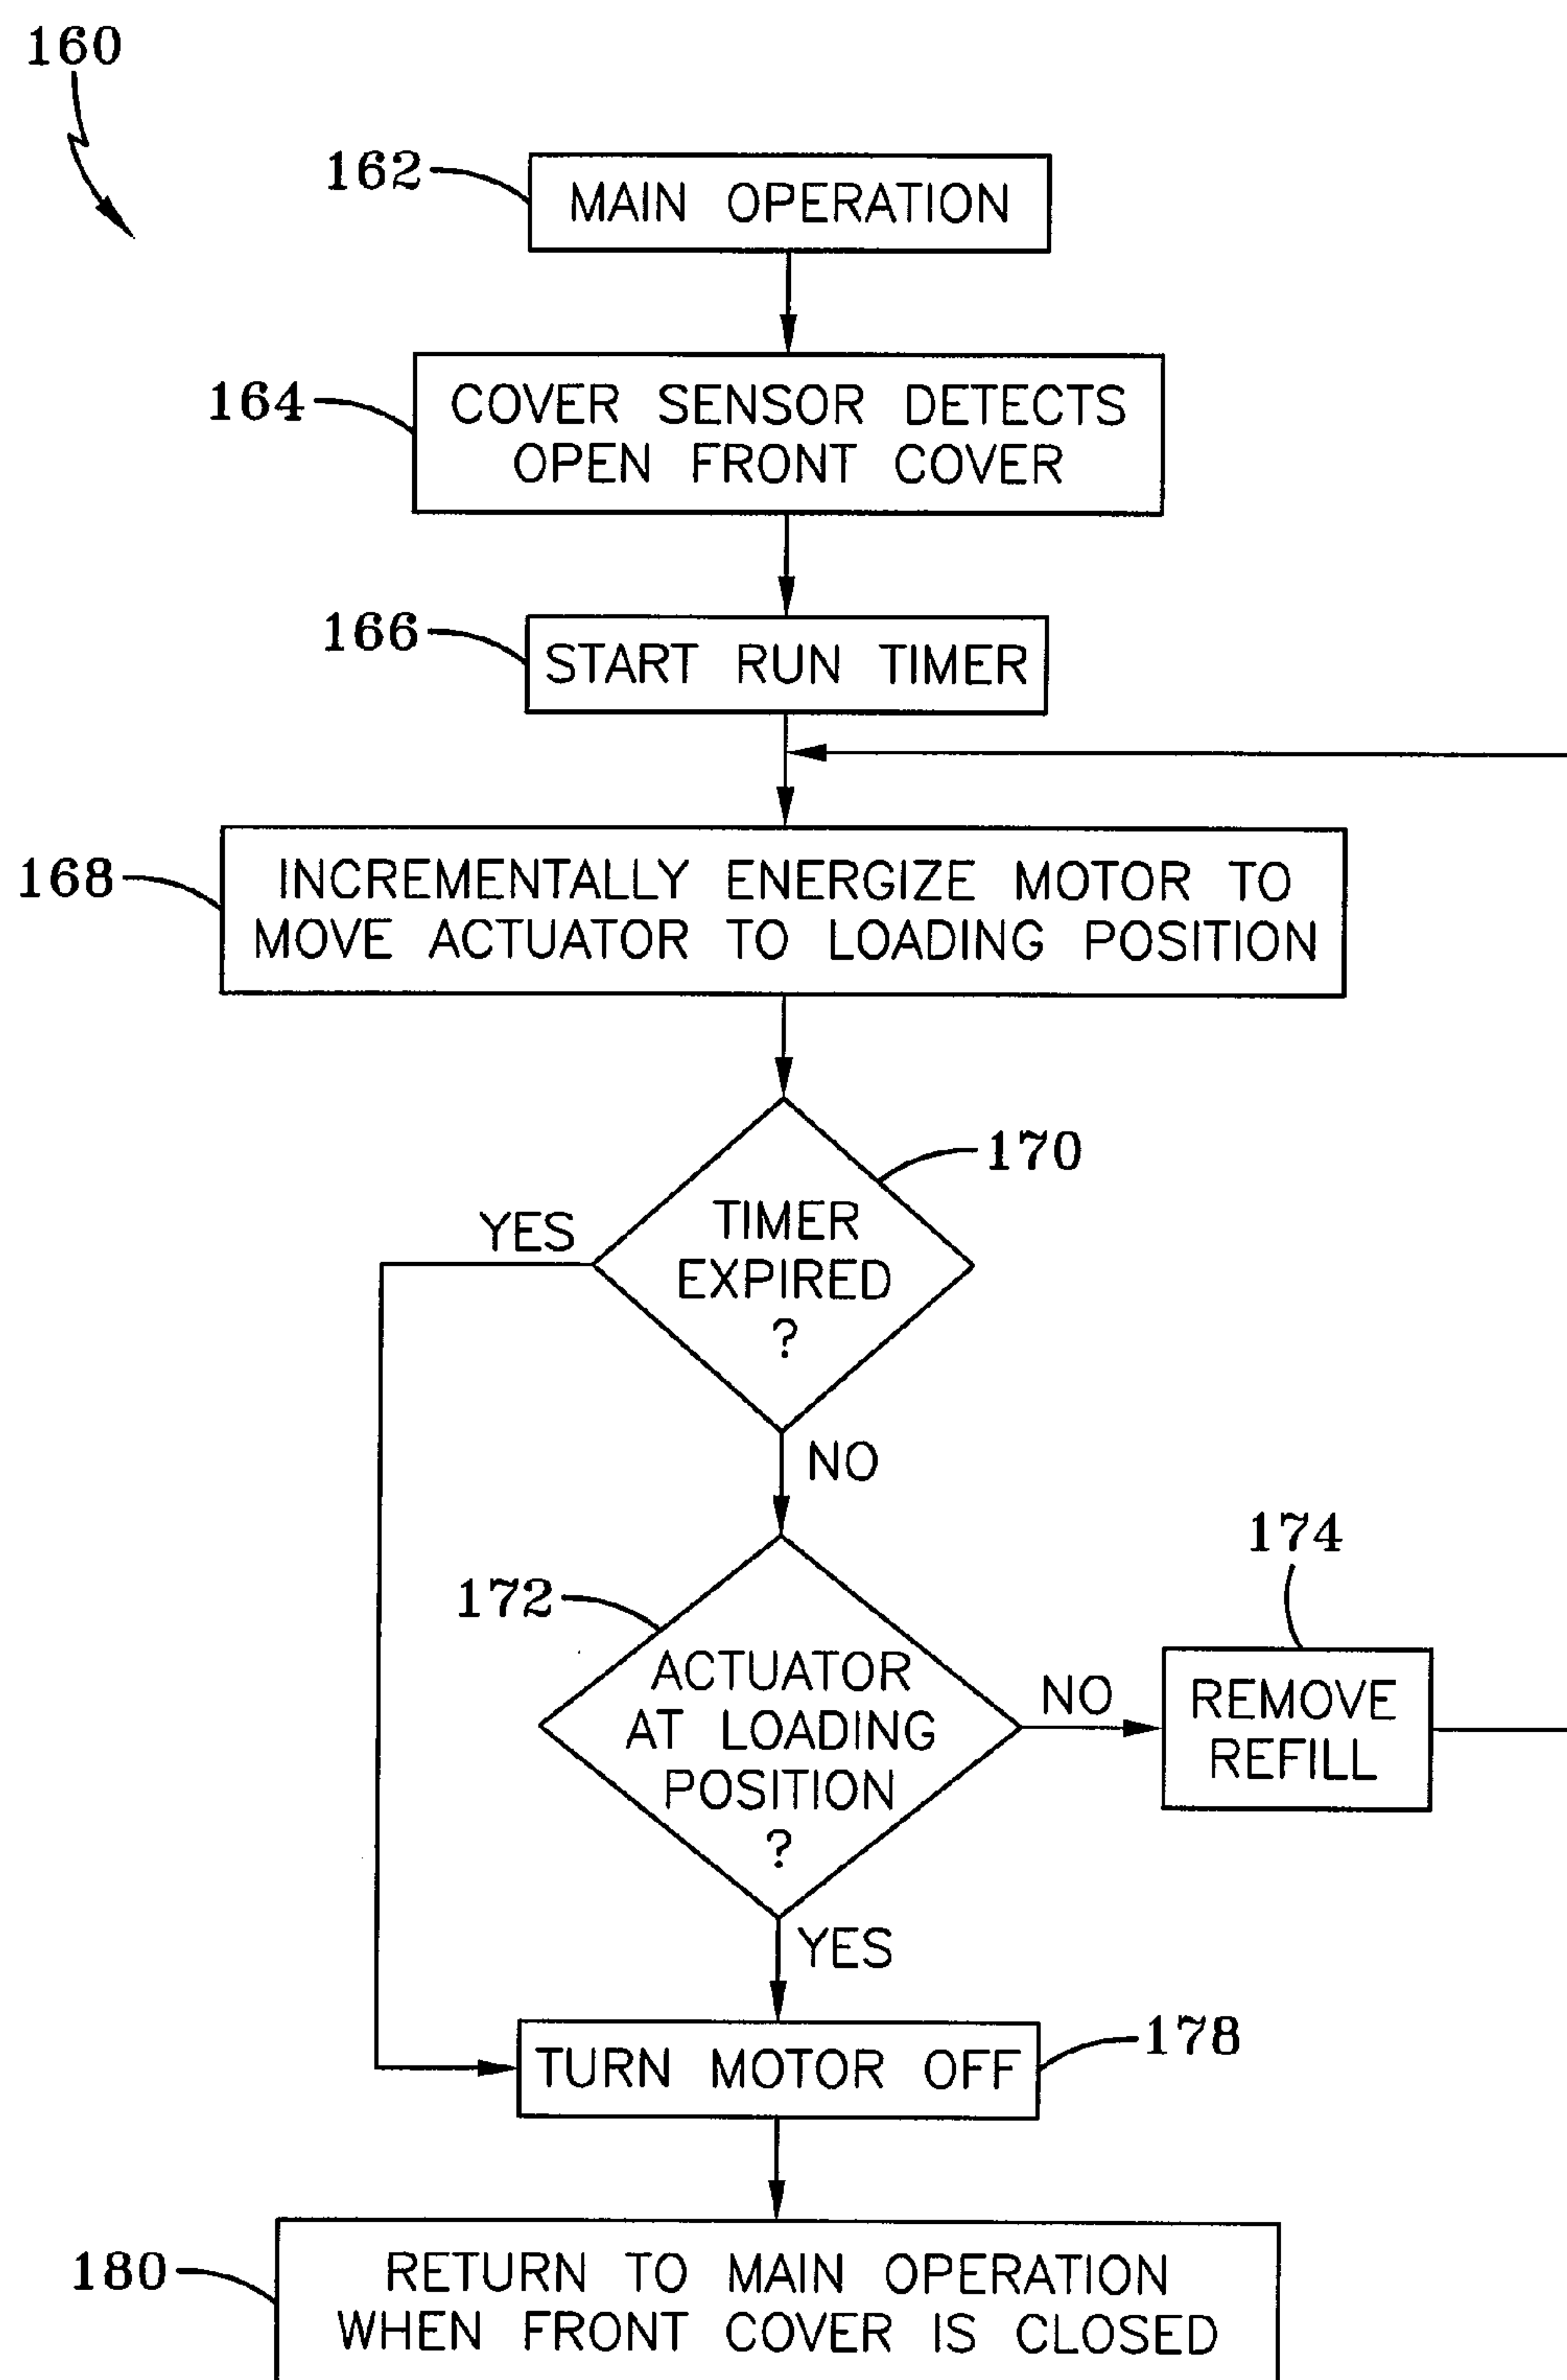 160
162
MAIN OPERATION
164
COVER SENSOR DETECTS
OPEN FRONT COVER
166
START RUN TIMER
168
INCREMENTALLY ENERGIZE MOTOR TO
MOVE ACTUATOR TO LOADING POSITION
170
TIMER
EXPIRED
?
YES
NO
172
ACTUATOR
AT LOADING
POSITION
?
NO
174
REMOVE
REFILL
YES
TURN MOTOR OFF
178
180
RETURN TO MAIN OPERATION
WHEN FRONT COVER IS CLOSED